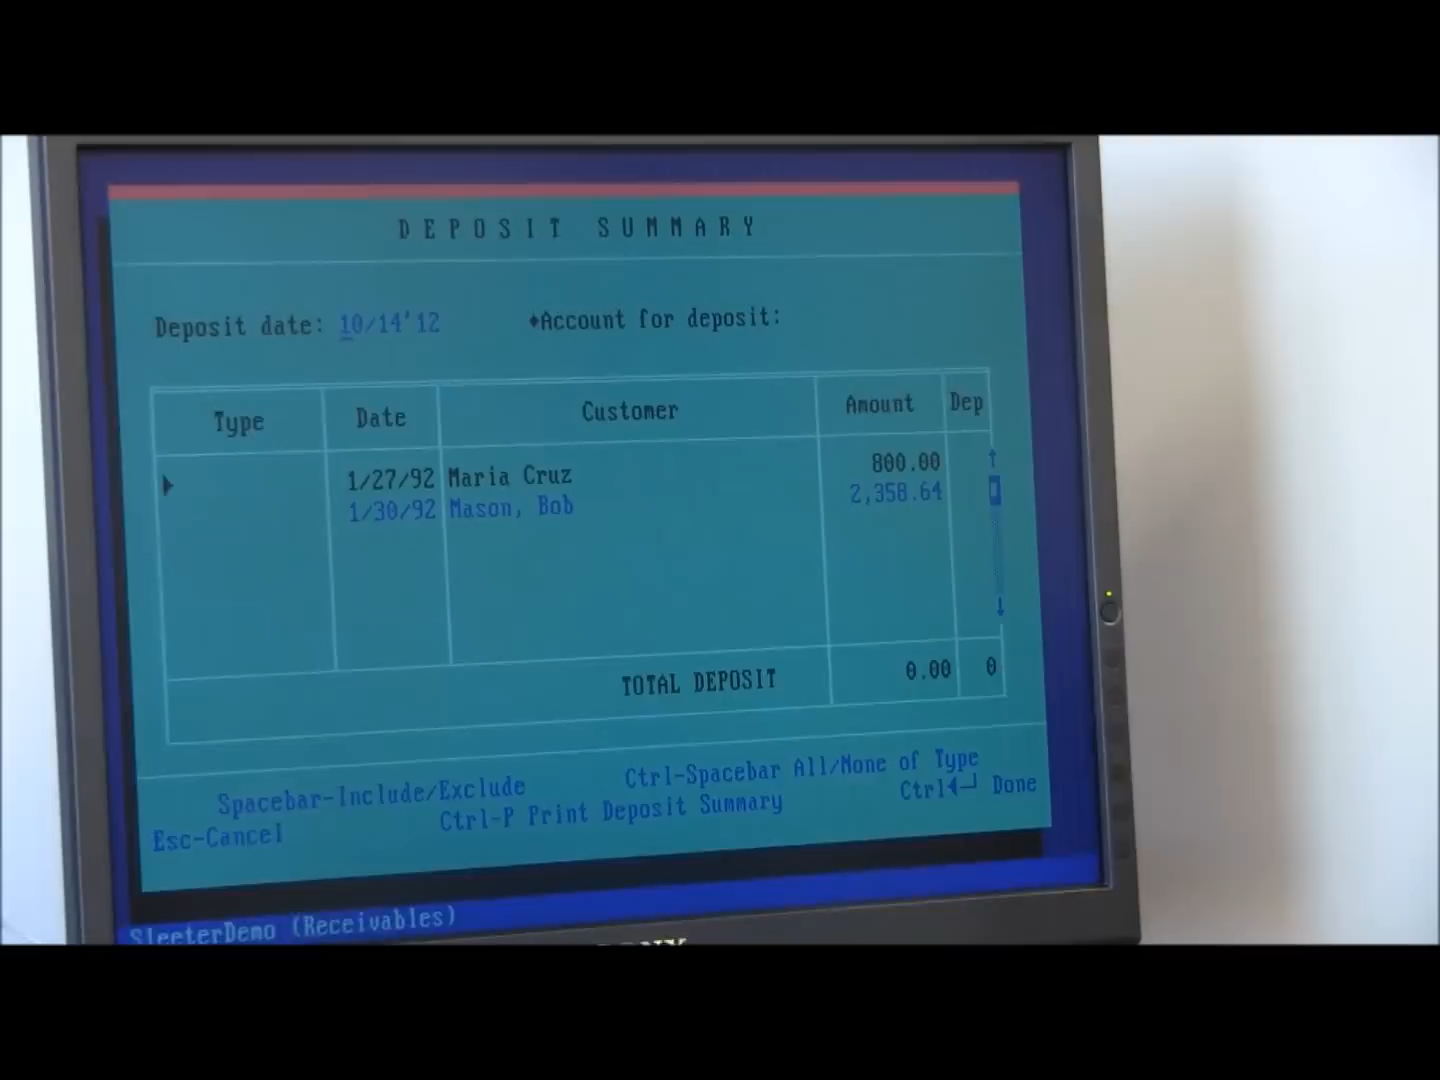 DEPOSIT SUMMARY
Deposit date: 10/14'12 ♦Account for deposit:
Type Date Customer Amount Dep
1/27/92 Maria Cruz 800.00
1/30/92 Mason, Bob 2,358.64
TOTAL DEPOSIT 0.00 0
Spacebar-Include/Exclude Ctrl-Spacebar All/None of Type
Esc-Cancel Ctrl-P Print Deposit Summary Ctrl◄┘ Done
SleeterDemo (Receivables)